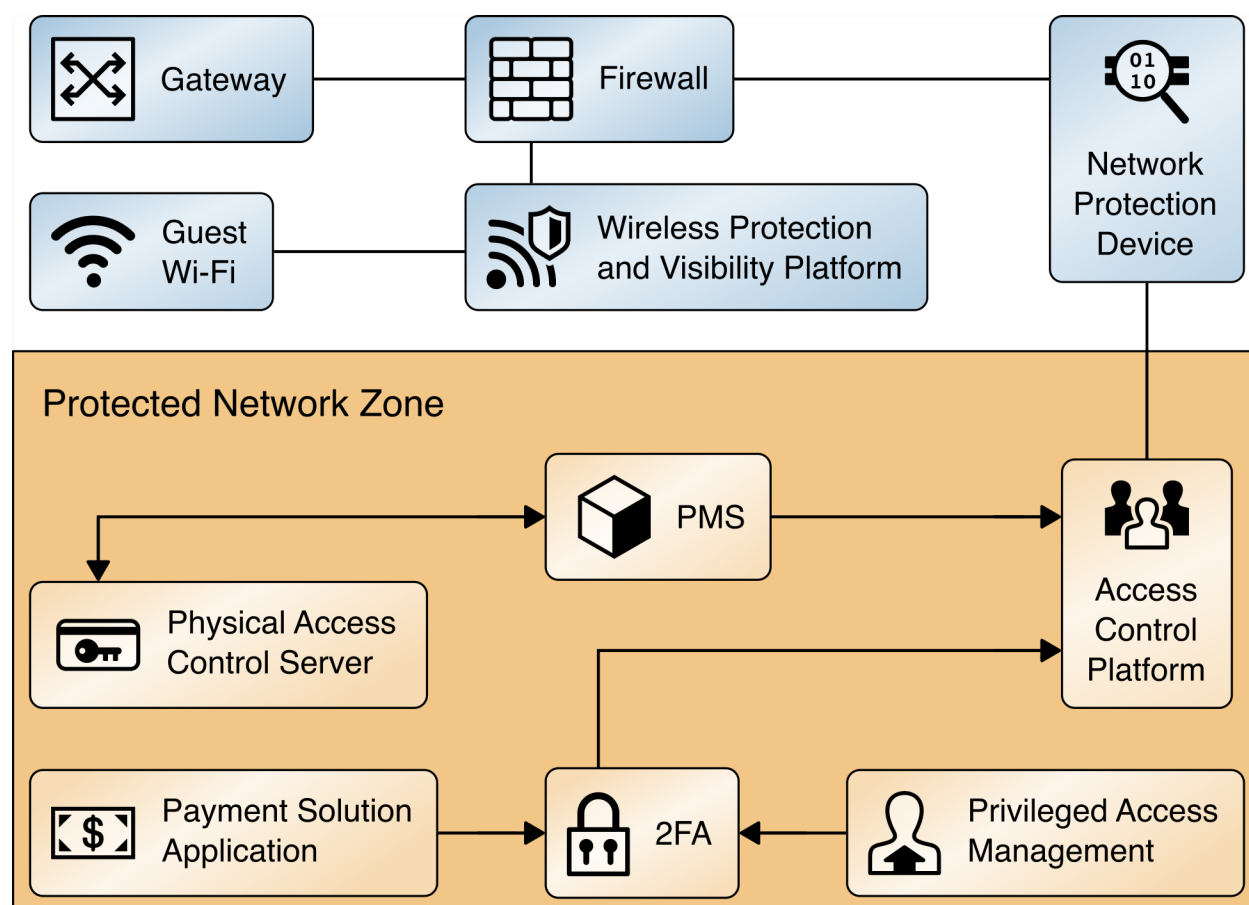 Gateway
Firewall
01
10
Network
Protection
Device
Guest
Wi-Fi
Wireless Protection
and Visibility Platform
Protected Network Zone
PMS
Access
Control
Platform
Physical Access
Control Server
Payment Solution
Application
$
2FA
Privileged Access
Management